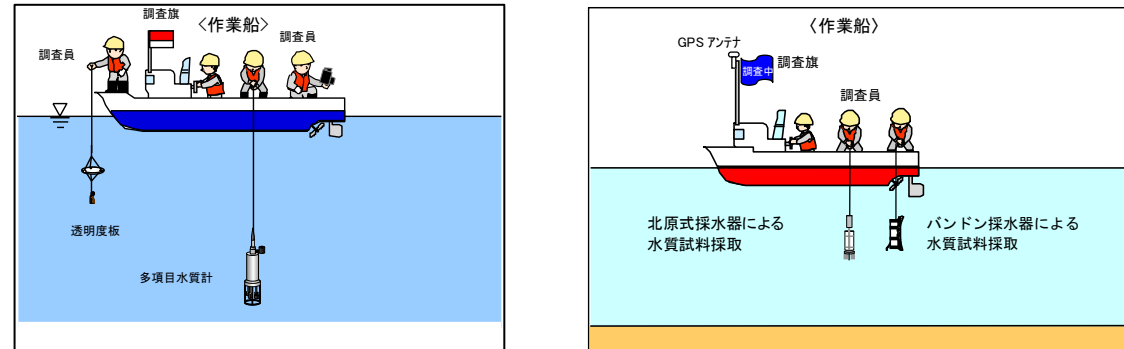 〈作業船〉
調査旗
調査員
調査員
透明度板
多項目水質計
〈作業船〉
GPS アンテナ
調査旗
調査中
調査員
北原式採水器による
水質試料採取
バンドン採水器による
水質試料採取